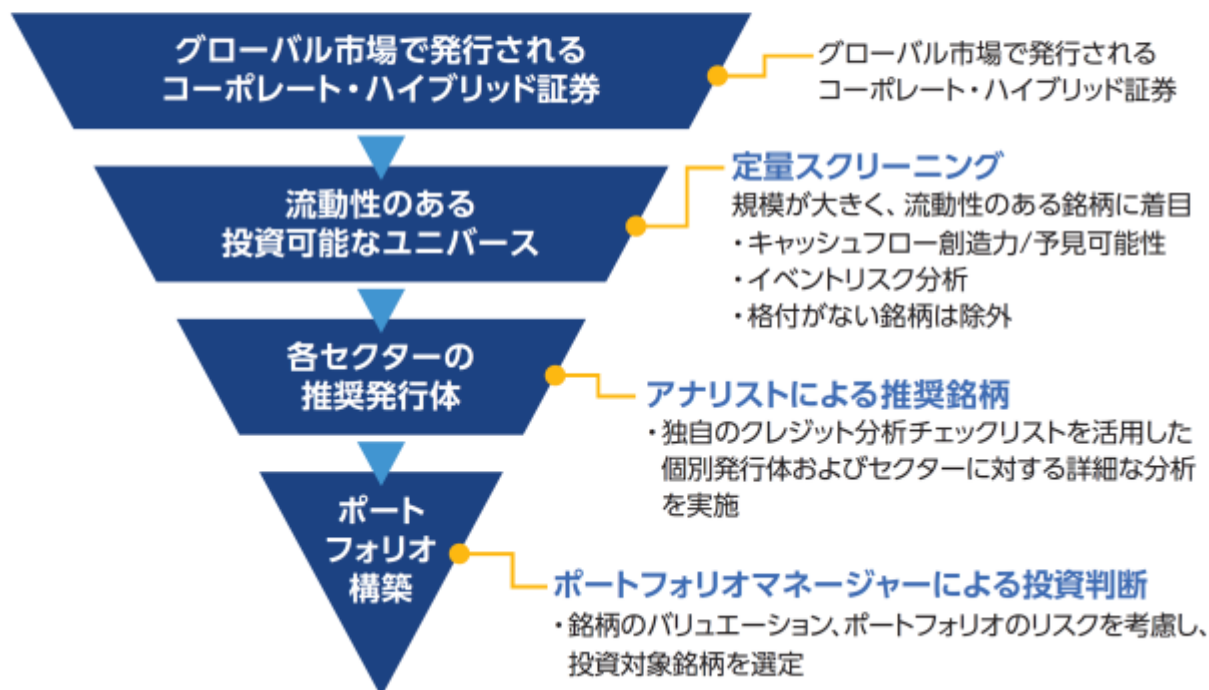 グローバル市場で発行される
コーポレート・ハイブリッド証券
グローバル市場で発行される
コーポレート・ハイブリッド証券
流動性のある
投資可能なユニバース
定量スクリーニング
規模が大きく、流動性のある銘柄に着目
・キャッシュフロー創造力/予見可能性
・イベントリスク分析
・格付がない銘柄は除外
各セクターの
推奨発行体
アナリストによる推奨銘柄
・独自のクレジット分析チェックリストを活用した
個別発行体およびセクターに対する詳細な分析
を実施
ポート
フォリオ
構築
ポートフォリオマネージャーによる投資判断
・銘柄のバリュエーション、ポートフォリオのリスクを考慮し、
投資対象銘柄を選定